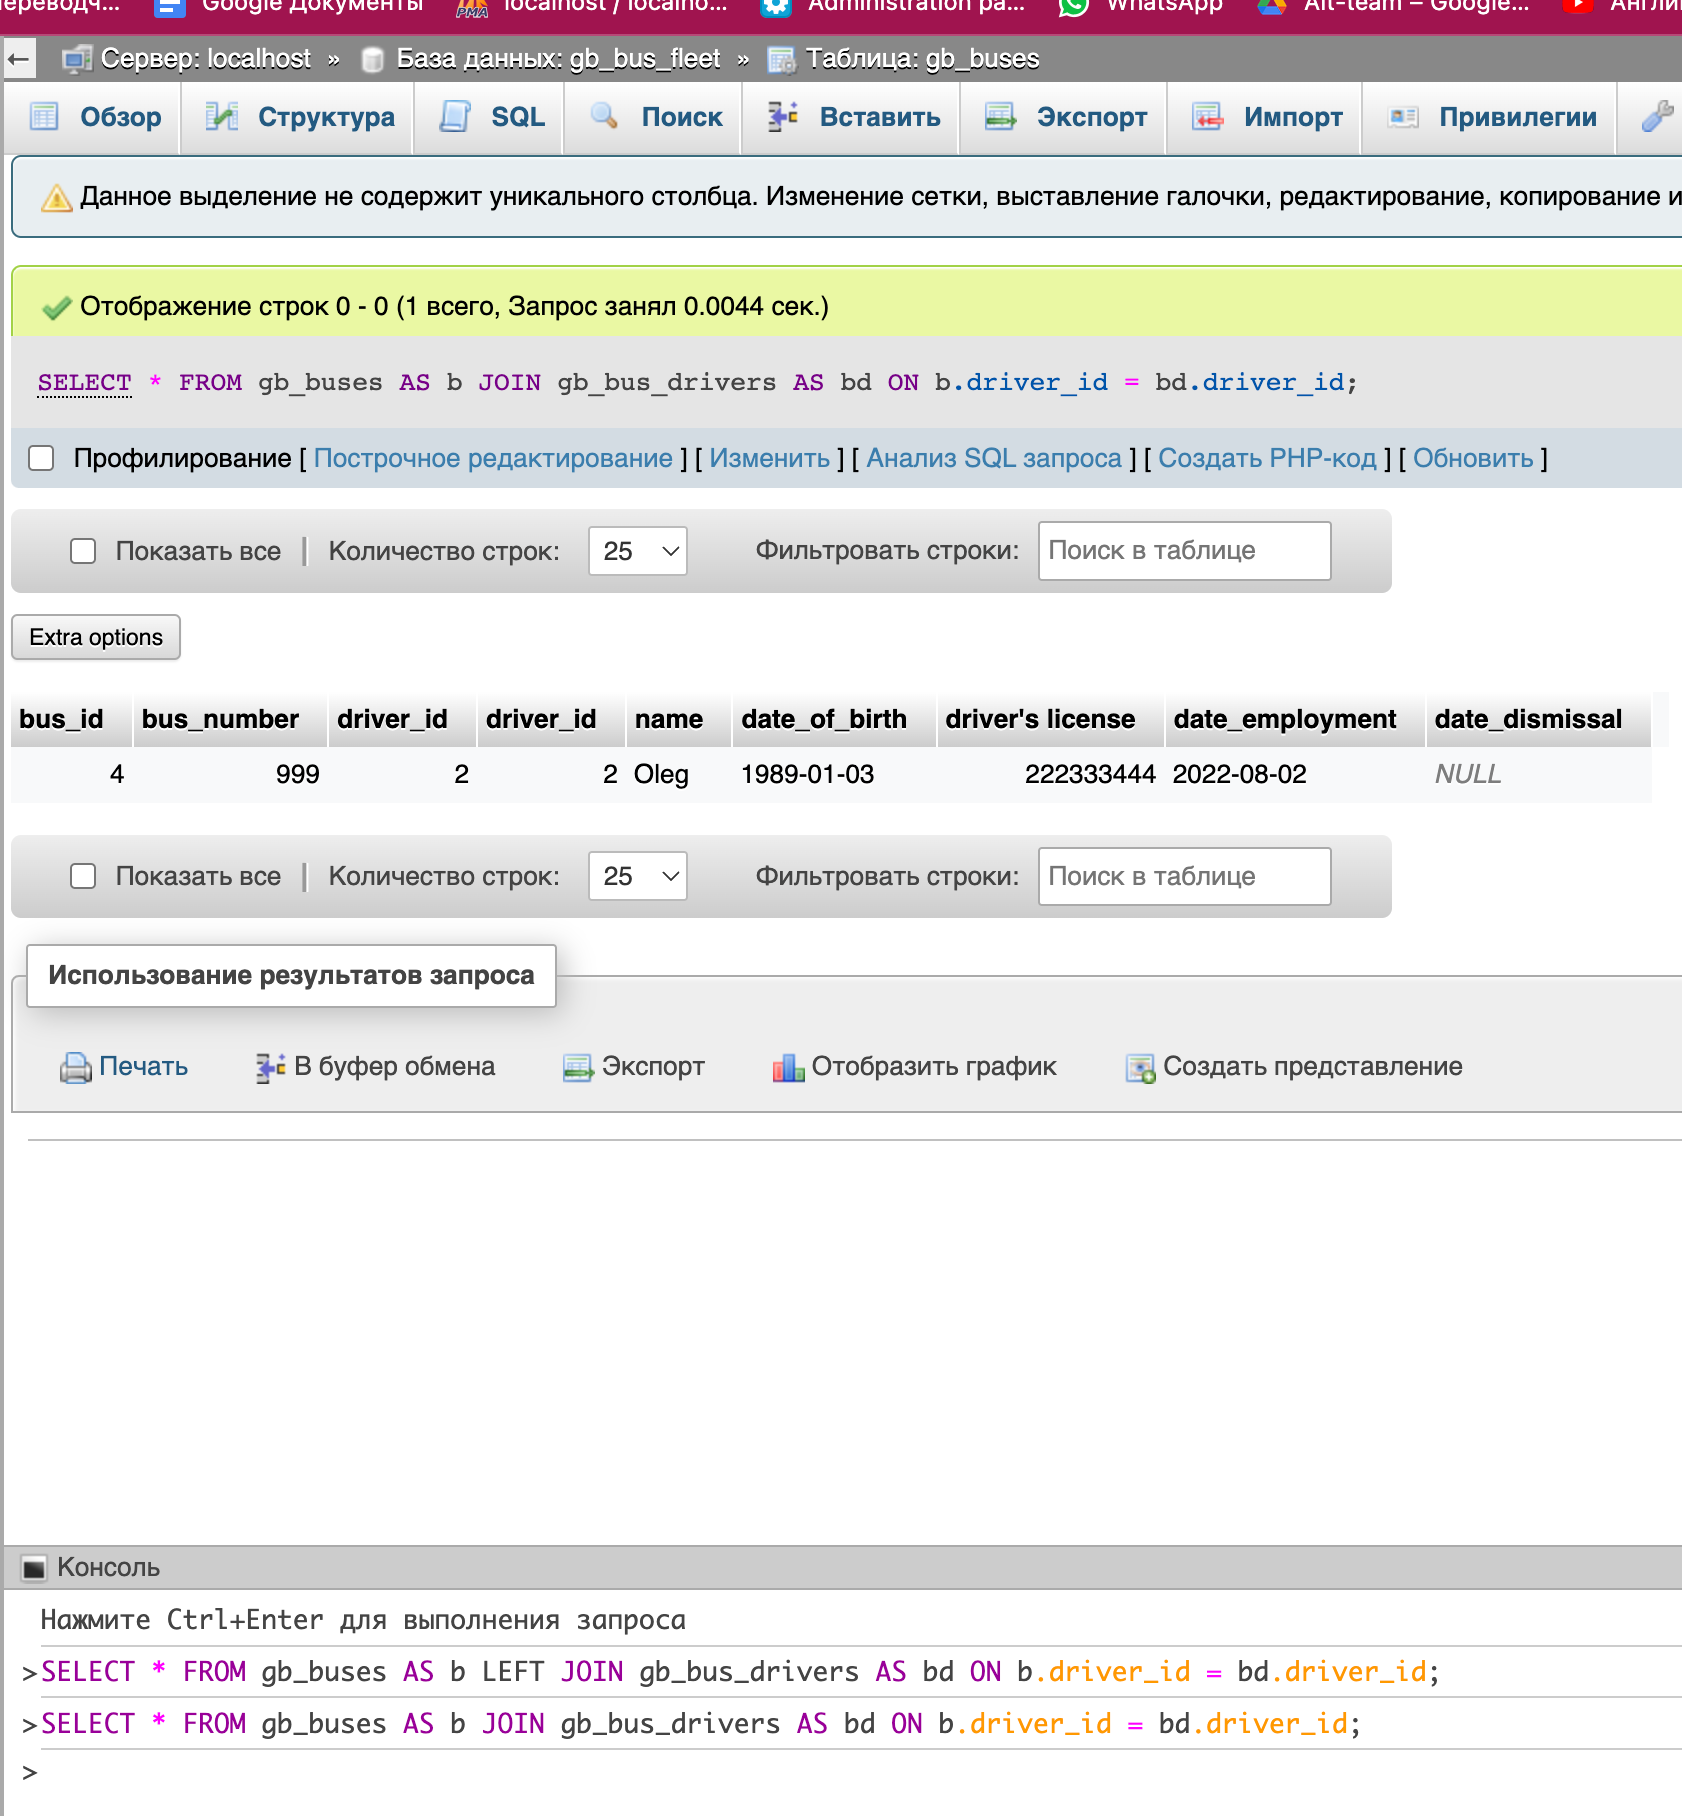 Google Документы localhost / localho... Administration pa... WhatsApp Alt-team – Google...
Сервер: localhost » База данных: gb_bus_fleet » Таблица: gb_buses
Обзор Структура SQL Поиск Вставить Экспорт Импорт Привилегии
Данное выделение не содержит уникального столбца. Изменение сетки, выставление галочки, редактирование, копирование и
Отображение строк 0 - 0 (1 всего, Запрос занял 0.0044 сек.)
SELECT * FROM gb_buses AS b JOIN gb_bus_drivers AS bd ON b.driver_id = bd.driver_id;
Профилирование [ Построчное редактирование ] [ Изменить ] [ Анализ SQL запроса ] [ Создать PHP-код ] [ Обновить ]
Показать все | Количество строк: 25 Фильтровать строки: Поиск в таблице
Extra options
bus_id bus_number driver_id driver_id name date_of_birth driver's license date_employment date_dismissal
4 999 2 2 Oleg 1989-01-03 222333444 2022-08-02 NULL
Показать все | Количество строк: 25 Фильтровать строки: Поиск в таблице
Использование результатов запроса
Печать В буфер обмена Экспорт Отобразить график Создать представление
Консоль
Нажмите Ctrl+Enter для выполнения запроса
>SELECT * FROM gb_buses AS b LEFT JOIN gb_bus_drivers AS bd ON b.driver_id = bd.driver_id;
>SELECT * FROM gb_buses AS b JOIN gb_bus_drivers AS bd ON b.driver_id = bd.driver_id;
>